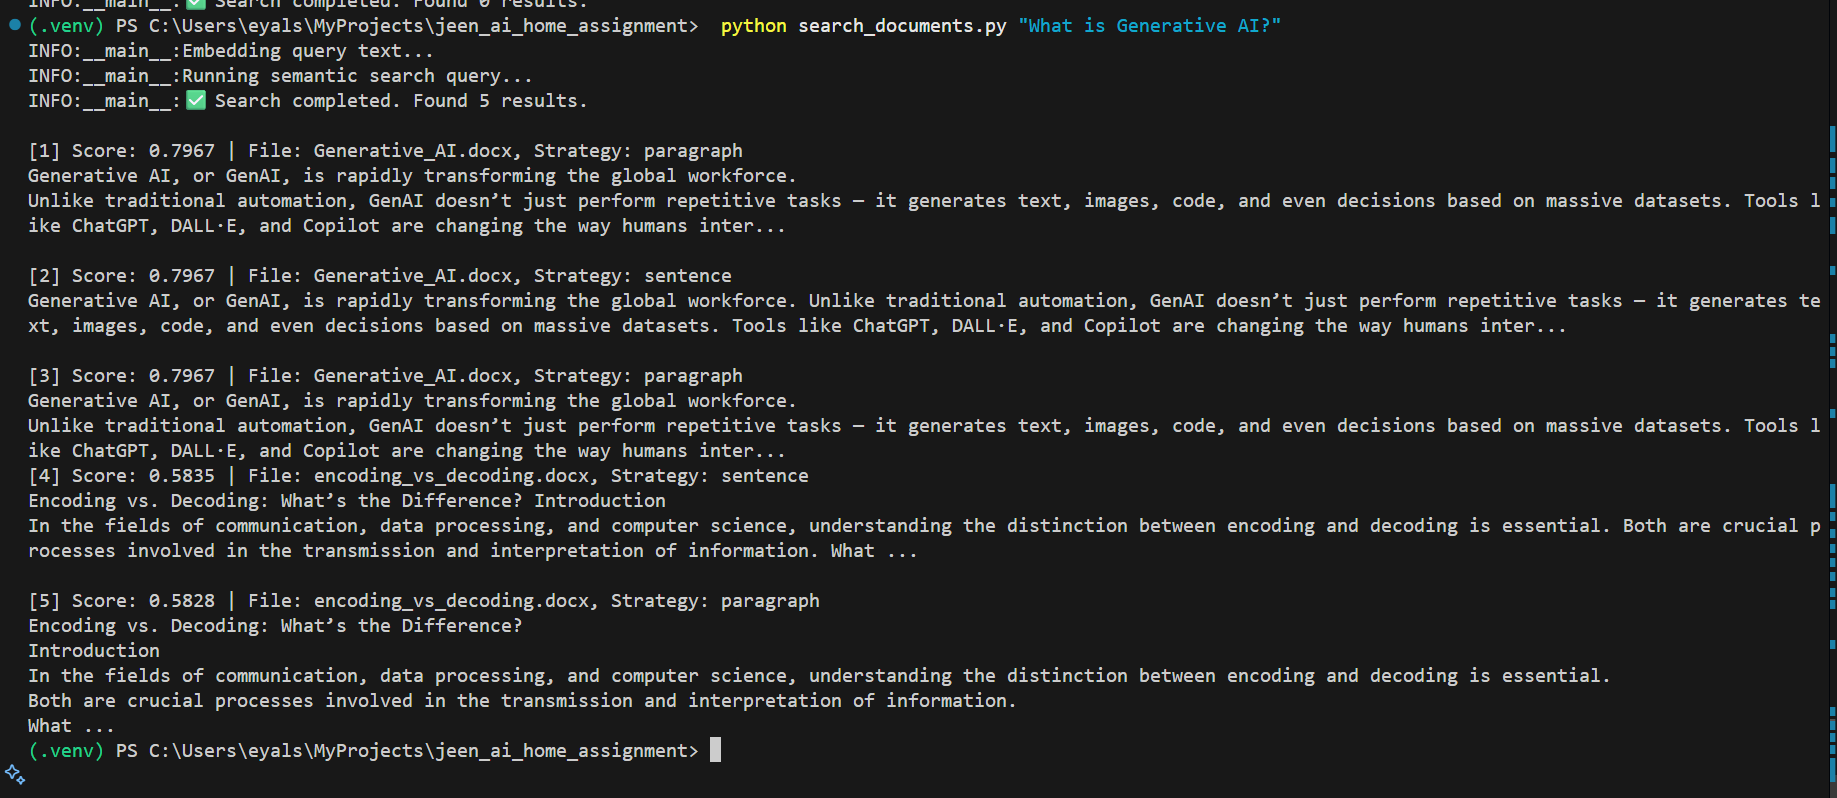 INFO:__main__:✅ Search completed. Found 0 results.
(.venv) PS C:\Users\eyals\MyProjects\jeen_ai_home_assignment>  python search_documents.py "What is Generative AI?"
INFO:__main__:Embedding query text...
INFO:__main__:Running semantic search query...
INFO:__main__:✅ Search completed. Found 5 results.
[1] Score: 0.7967 | File: Generative_AI.docx, Strategy: paragraph
Generative AI, or GenAI, is rapidly transforming the global workforce.
Unlike traditional automation, GenAI doesn’t just perform repetitive tasks — it generates text, images, code, and even decisions based on massive datasets. Tools l
ike ChatGPT, DALL·E, and Copilot are changing the way humans inter...
[2] Score: 0.7967 | File: Generative_AI.docx, Strategy: sentence
Generative AI, or GenAI, is rapidly transforming the global workforce. Unlike traditional automation, GenAI doesn’t just perform repetitive tasks — it generates te
xt, images, code, and even decisions based on massive datasets. Tools like ChatGPT, DALL·E, and Copilot are changing the way humans inter...
[3] Score: 0.7967 | File: Generative_AI.docx, Strategy: paragraph
Generative AI, or GenAI, is rapidly transforming the global workforce.
Unlike traditional automation, GenAI doesn’t just perform repetitive tasks — it generates text, images, code, and even decisions based on massive datasets. Tools l
ike ChatGPT, DALL·E, and Copilot are changing the way humans inter...
[4] Score: 0.5835 | File: encoding_vs_decoding.docx, Strategy: sentence
Encoding vs. Decoding: What’s the Difference? Introduction
In the fields of communication, data processing, and computer science, understanding the distinction between encoding and decoding is essential. Both are crucial p
rocesses involved in the transmission and interpretation of information. What ...
[5] Score: 0.5828 | File: encoding_vs_decoding.docx, Strategy: paragraph
Encoding vs. Decoding: What’s the Difference?
Introduction
In the fields of communication, data processing, and computer science, understanding the distinction between encoding and decoding is essential.
Both are crucial processes involved in the transmission and interpretation of information.
What ...
(.venv) PS C:\Users\eyals\MyProjects\jeen_ai_home_assignment>